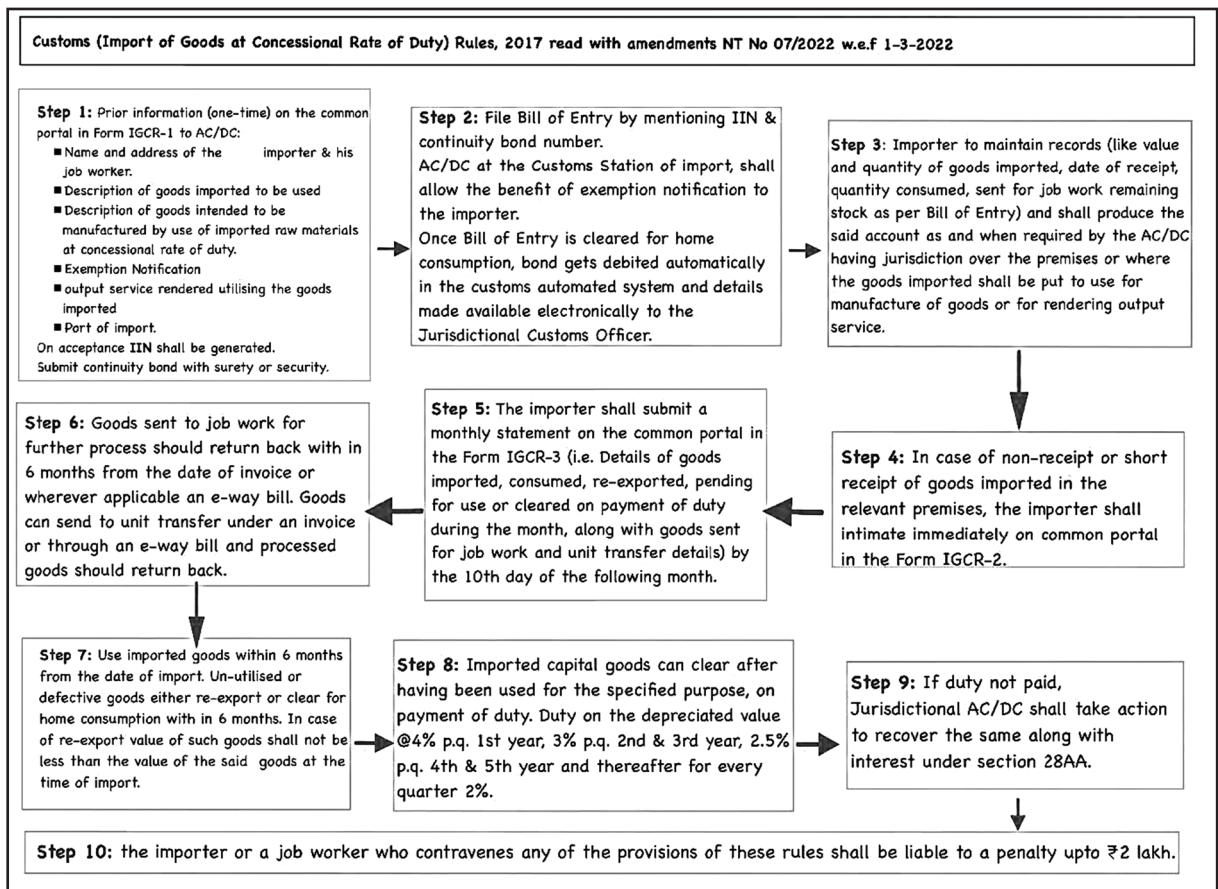 Customs (Import of Goods at Concessional Rate of Duty) Rules, 2017 read with amendments NT No 07/2022 w.e.f 1-3-2022
Step 1: Prior information (one-time) on the common
portal in Form IGCR-1 to AC/DC:
■ Name and address of the importer & his
job worker.
■ Description of goods imported to be used
■ Description of goods intended to be
manufactured by use of imported raw materials
at concessional rate of duty.
■ Exemption Notification
■ output service rendered utilising the goods
imported
■ Port of import.
On acceptance IIN shall be generated.
Submit continuity bond with surety or security.
Step 2: File Bill of Entry by mentioning IIN &
continuity bond number.
AC/DC at the Customs Station of import, shall
allow the benefit of exemption notification to
the importer.
Once Bill of Entry is cleared for home
consumption, bond gets debited automatically
in the customs automated system and details
made available electronically to the
Jurisdictional Customs Officer.
Step 3: Importer to maintain records (like value
and quantity of goods imported, date of receipt,
quantity consumed, sent for job work remaining
stock as per Bill of Entry) and shall produce the
said account as and when required by the AC/DC
having jurisdiction over the premises or where
the goods imported shall be put to use for
manufacture of goods or for rendering output
service.
Step 4: In case of non-receipt or short
receipt of goods imported in the
relevant premises, the importer shall
intimate immediately on common portal
in the Form IGCR-2.
Step 5: The importer shall submit a
monthly statement on the common portal in
the Form IGCR-3 (i.e. Details of goods
imported, consumed, re-exported, pending
for use or cleared on payment of duty
during the month, along with goods sent
for job work and unit transfer details) by
the 10th day of the following month.
Step 6: Goods sent to job work for
further process should return back with in
6 months from the date of invoice or
wherever applicable an e-way bill. Goods
can send to unit transfer under an invoice
or through an e-way bill and processed
goods should return back.
Step 7: Use imported goods within 6 months
from the date of import. Un-utilised or
defective goods either re-export or clear for
home consumption with in 6 months. In case
of re-export value of such goods shall not be
less than the value of the said goods at the
time of import.
Step 8: Imported capital goods can clear after
having been used for the specified purpose, on
payment of duty. Duty on the depreciated value
@4% p.q. 1st year, 3% p.q. 2nd & 3rd year, 2.5%
p.q. 4th & 5th year and thereafter for every
quarter 2%.
Step 9: If duty not paid,
Jurisdictional AC/DC shall take action
to recover the same along with
interest under section 28AA.
Step 10: the importer or a job worker who contravenes any of the provisions of these rules shall be liable to a penalty upto ₹2 lakh.